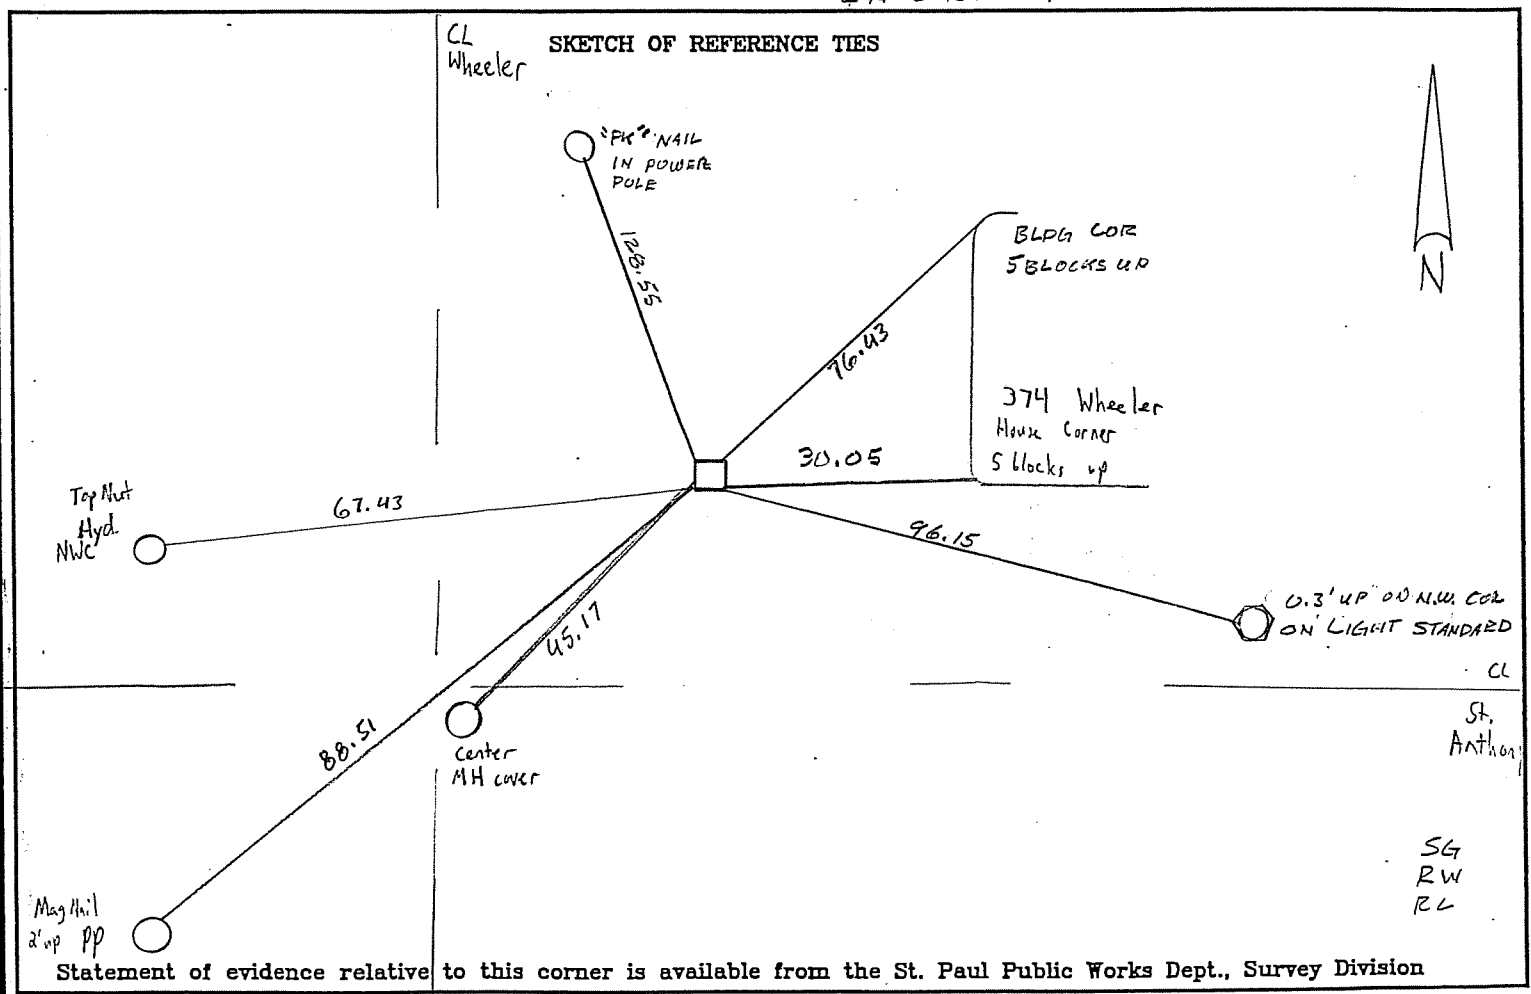 CL
Wheeler
SKETCH OF REFERENCE TIES
"PK" NAIL
IN POWER
POLE
128.55
BLDG COR
5 BLOCKS UP
N
76.43
374 Wheeler
House Corner
5 blocks up
30.05
Top Nut
Hyd.
NWC
67.43
96.15
0.3' UP ON N.W. COR
ON LIGHT STANDARD
CL
St.
Anthony
45.17
88.51
Center
MH cover
SG
RW
RL
Mag Nail
2' up PP
Statement of evidence relative to this corner is available from the St. Paul Public Works Dept., Survey Division